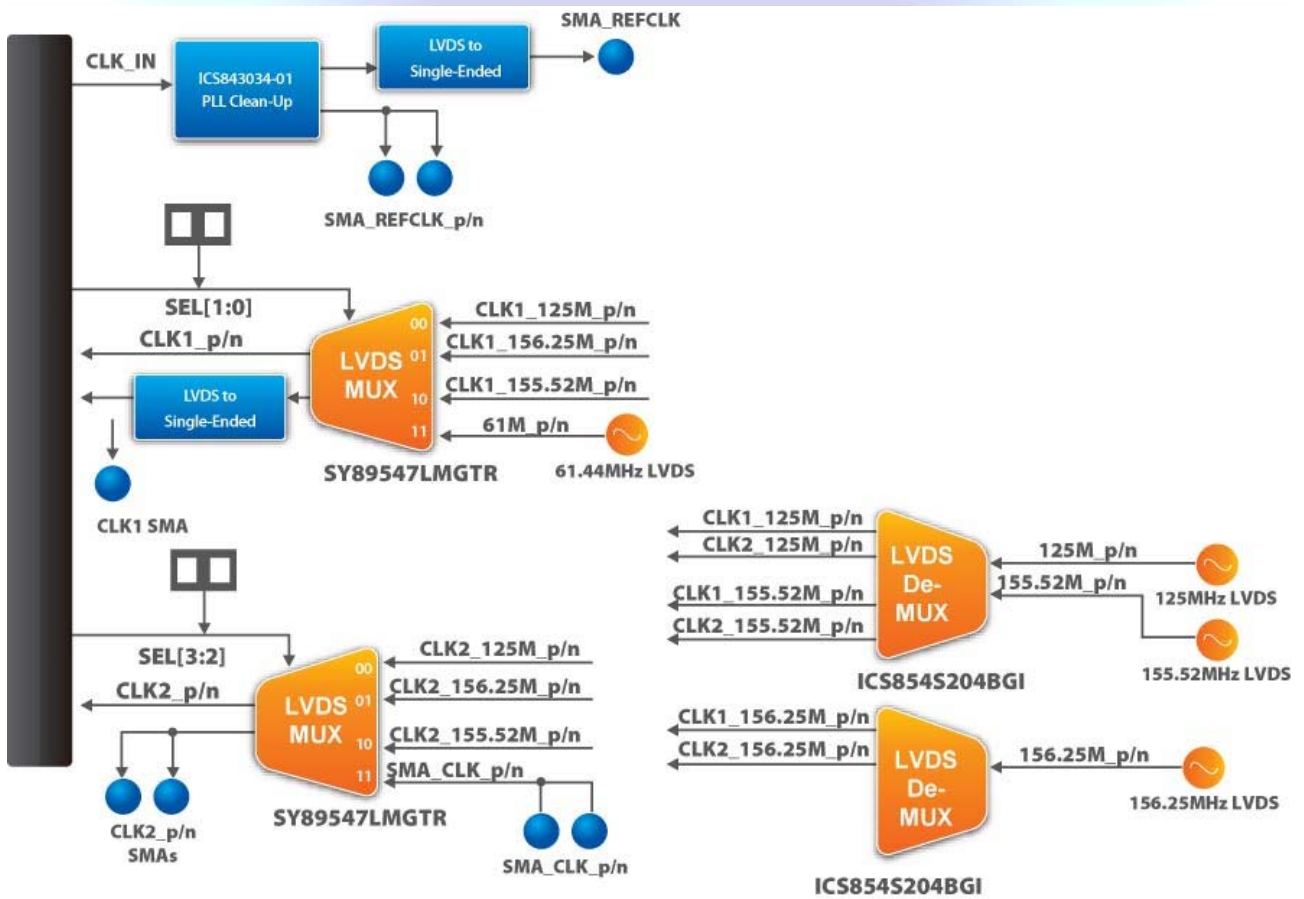 SMA_REFCLK
CLK_IN
ICS843034-01
PLL Clean-Up
LVDS to
Single-Ended
SMA_REFCLK_p/n
SEL[1:0]
CLK1_p/n
LVDS to
Single-Ended
CLK1 SMA
LVDS
MUX
00
01
10
11
CLK1_125M_p/n
CLK1_156.25M_p/n
CLK1_155.52M_p/n
61M_p/n
61.44MHz LVDS
SY89547LMGTR
SEL[3:2]
CLK2_p/n
CLK2_p/n
SMAs
LVDS
MUX
00
01
10
11
CLK2_125M_p/n
CLK2_156.25M_p/n
CLK2_155.52M_p/n
SMA_CLK_p/n
SY89547LMGTR
SMA_CLK_p/n
CLK1_125M_p/n
CLK2_125M_p/n
CLK1_155.52M_p/n
CLK2_155.52M_p/n
LVDS
De-
MUX
125M_p/n
155.52M_p/n
125MHz LVDS
155.52MHz LVDS
ICS854S204BGI
CLK1_156.25M_p/n
CLK2_156.25M_p/n
LVDS
De-
MUX
156.25M_p/n
156.25MHz LVDS
ICS854S204BGI